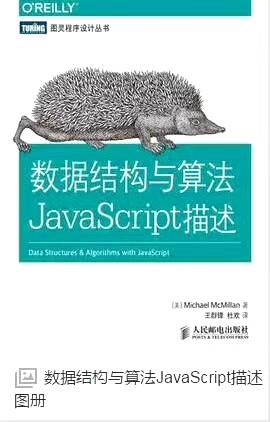 O'REILLY®
TURING 图灵程序设计丛书
数据结构与算法
JavaScript描述
Data Structures & Algorithms with JavaScript
[美] Michael McMillan 著
王群锋 杜欢 译
人民邮电出版社
POSTS & TELECOM PRESS
数据结构与算法JavaScript描述
图册